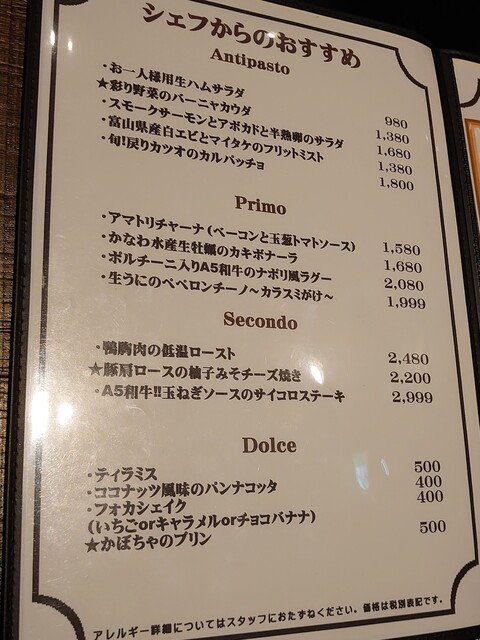 シェフからのおすすめ
Antipasto
・お一人様用生ハムサラダ 980
★彩り野菜のバーニャカウダ 1,380
・スモークサーモンとアボカドと半熟卵のサラダ 1,680
・富山県産白エビとマイタケのフリットミスト 1,380
・旬!戻りカツオのカルパッチョ 1,800
Primo
・アマトリチャーナ(ベーコンと玉葱トマトソース) 1,580
・かなわ水産生牡蠣のカキボナーラ 1,680
・ポルチーニ入りA5和牛のナポリ風ラグー 2,080
・生うにのペペロンチーノ～カラスミがけ～ 1,999
Secondo
・鴨胸肉の低温ロースト 2,480
★豚肩ロースの柚子みそチーズ焼き 2,200
・A5和牛!!玉ねぎソースのサイコロステーキ 2,999
Dolce
・ティラミス 500
・ココナッツ風味のパンナコッタ 400
・フォカシェイク 400
(いちごorキャラメルorチョコバナナ)
★かぼちゃのプリン 500
アレルギー詳細についてはスタッフにおたずねください。価格は税別表記です。